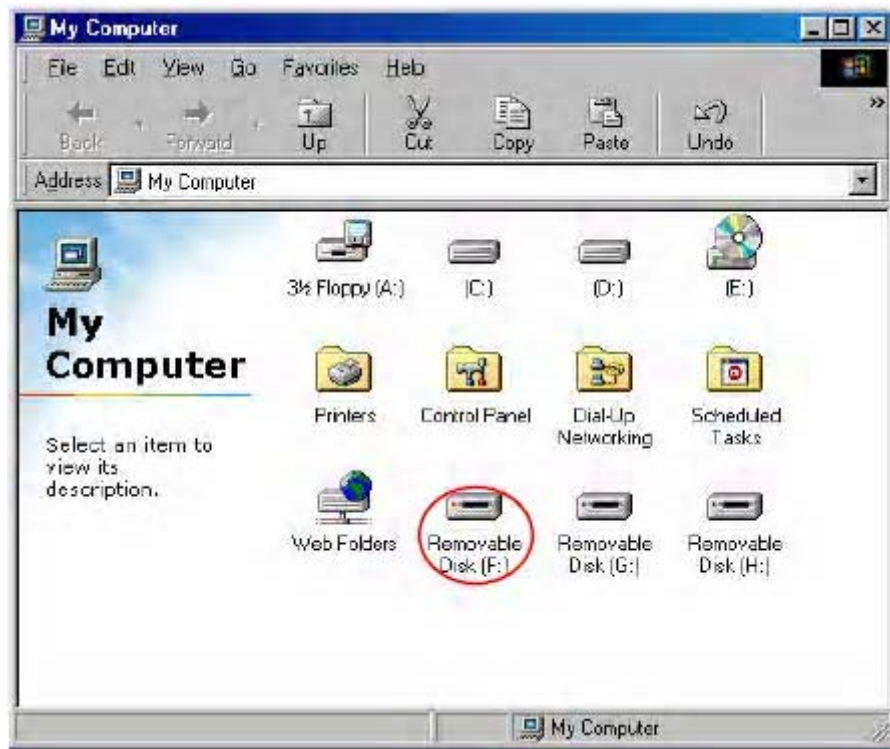 My Computer
File Edit View Go Favorites Help
Back Forward Up Cut Copy Paste Undo »
Address My Computer
My
Computer
Select an item to
view its
description.
3½ Floppy (A:) (C:) (D:) (E:)
Printers Control Panel Dial-Up
Networking Scheduled
Tasks
Web Folders Removable
Disk (F:) Removable
Disk (G:) Removable
Disk (H:)
My Computer